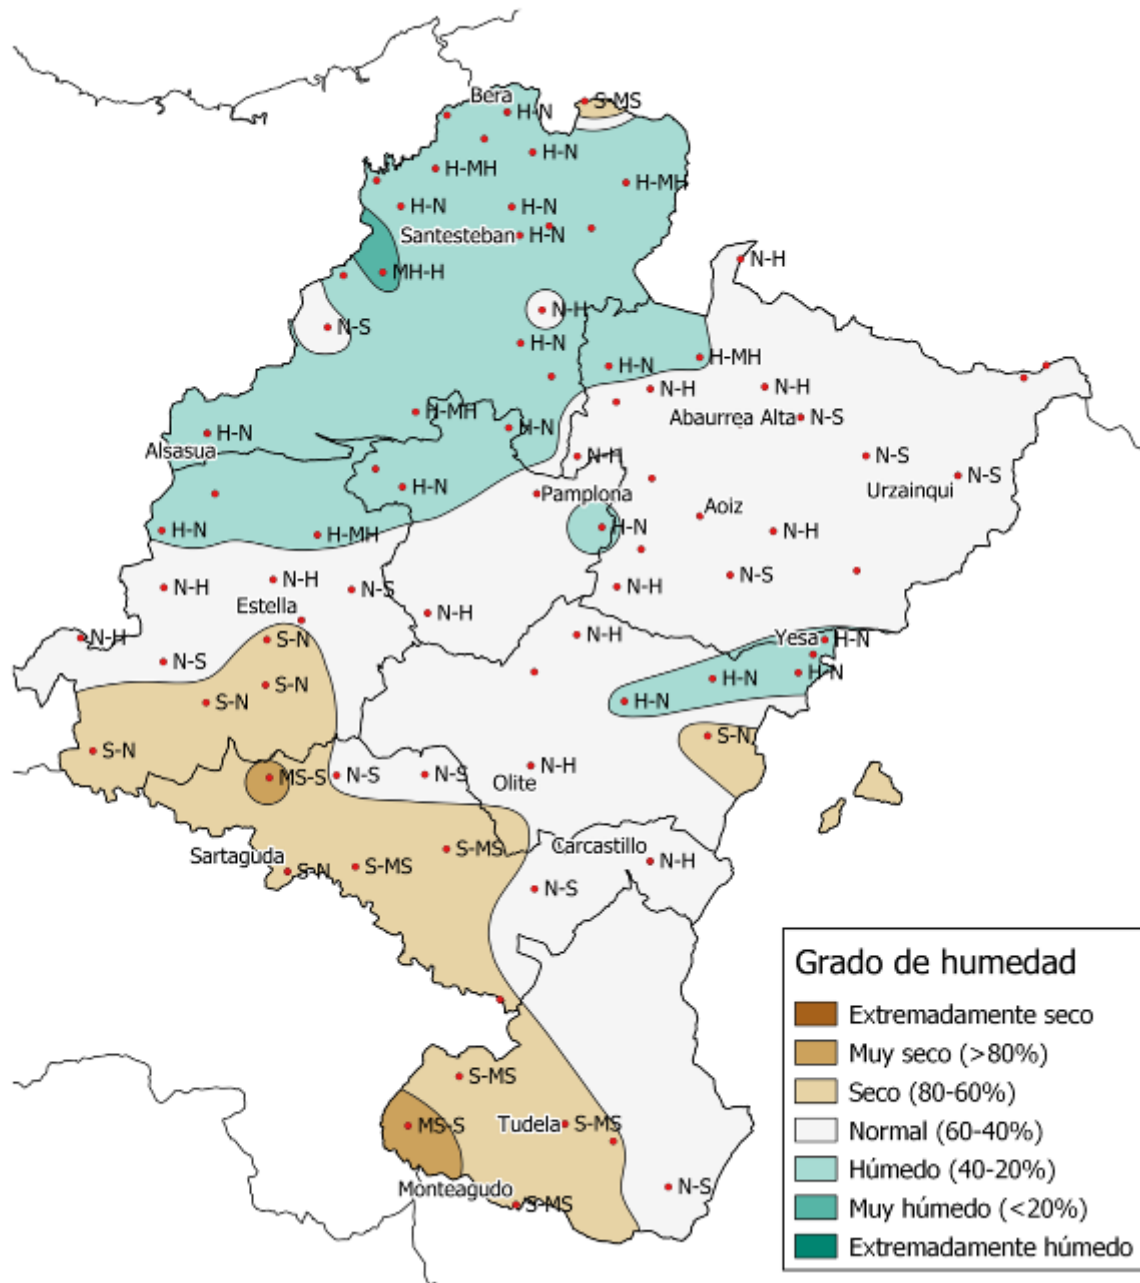 Bera
H-N
S-MS
H-N
H-MH
H-MH
H-N
H-N
Santesteban
H-N
MH-H
N-H
N-H
N-S
H-N
H-MH
H-N
N-H
N-H
Abaurrea Alta
N-S
H-MH
H-N
H-N
Alsasua
N-H
N-S
N-S
Urzainqui
H-N
Pamplona
Aoiz
H-N
H-MH
H-N
N-H
N-H
N-H
N-S
N-H
N-S
Estella
N-H
N-H
N-H
S-N
Yesa
H-N
N-S
S-N
H-N
H-N
S-N
H-N
S-N
S-N
MS-S
N-S
N-S
N-H
Olite
Sartaguda
S-N
S-MS
S-MS
Carcastillo
N-H
N-S
S-MS
MS-S
Tudela
S-MS
Monteagudo
S-MS
N-S
Grado de humedad
Extremadamente seco
Muy seco (>80%)
Seco (80-60%)
Normal (60-40%)
Húmedo (40-20%)
Muy húmedo (<20%)
Extremadamente húmedo